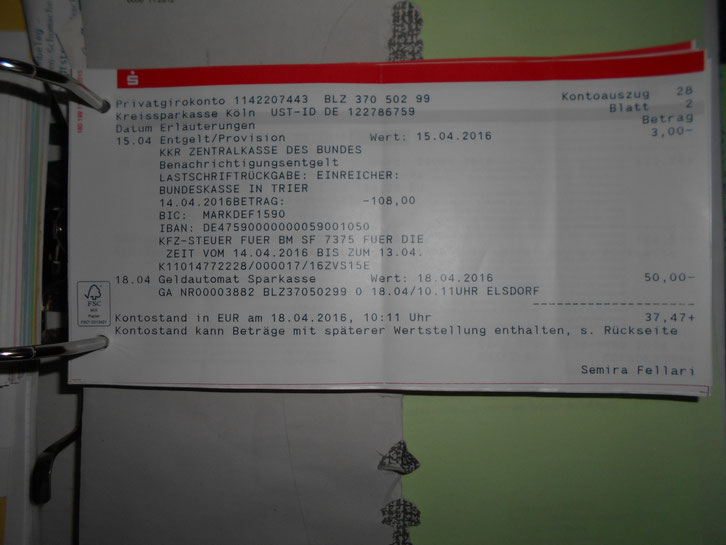 Privatgirokonto 1142207443 BLZ 370 502 99 Kontoauszug 28
Kreissparkasse Köln UST-ID DE 122786759 Blatt 2
Datum Erläuterungen Betrag
15.04 Entgelt/Provision Wert: 15.04.2016 3,00-
KKR ZENTRALKASSE DES BUNDES
Benachrichtigungsentgelt
LASTSCHRIFTRÜCKGABE: EINREICHER:
BUNDESKASSE IN TRIER
14.04.2016BETRAG: -108,00
BIC: MARKDEF1590
IBAN: DE47590000000059001050
KFZ-STEUER FUER BM SF 7375 FUER DIE
ZEIT VOM 14.04.2016 BIS ZUM 13.04.
K11014772228/000017/16ZVS15E
18.04 Geldautomat Sparkasse Wert: 18.04.2016 50,00-
GA NR00003882 BLZ37050299 0 18.04/10.11UHR ELSDORF
Kontostand in EUR am 18.04.2016, 10:11 Uhr 37,47+
Kontostand kann Beträge mit späterer Wertstellung enthalten, s. Rückseite
Semira Fellari
FSC